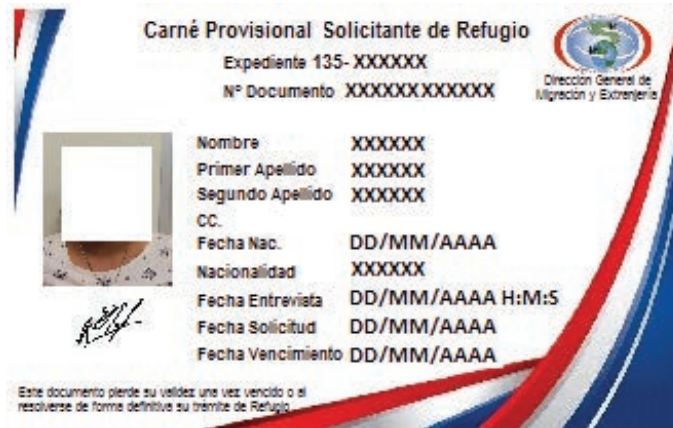 Carné Provisional Solicitante de Refugio
Expediente 135- XXXXXX
Nº Documento XXXXXXXXXXXX
Dirección General de
Migración y Extranjería
Nombre XXXXXX
Primer Apellido XXXXXX
Segundo Apellido XXXXXX
CC.
Fecha Nac. DD/MM/AAAA
Nacionalidad XXXXXX
Fecha Entrevista DD/MM/AAAA H:M:S
Fecha Solicitud DD/MM/AAAA
Fecha Vencimiento DD/MM/AAAA
Este documento pierde su validez una vez vencido o al
resolverse de forma definitiva su trámite de Refugio